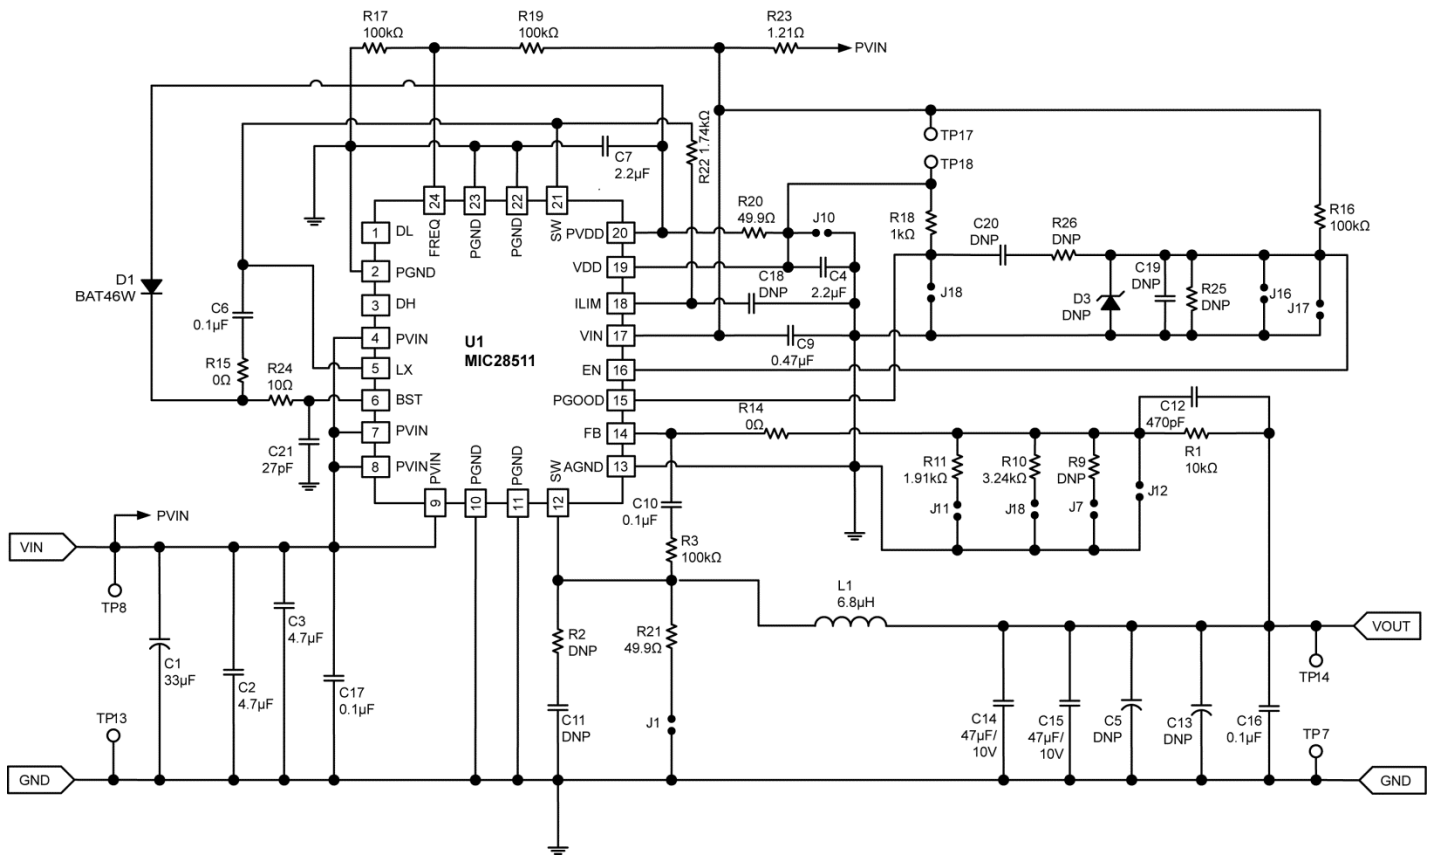 R17
100kΩ
R19
100kΩ
R23
1.21Ω
PVIN
R22 1.74kΩ
C7
2.2µF
TP17
TP18
24
23
22
21
FREQ
PGND
PGND
SW
1
DL
2
PGND
3
DH
4
PVIN
5
LX
6
BST
7
PVIN
8
PVIN
U1
MIC28511
PVDD
20
VDD
19
ILIM
18
VIN
17
EN
16
PGOOD
15
FB
14
AGND
13
PVIN
PGND
PGND
SW
9
10
11
12
D1
BAT46W
C6
0.1µF
R15
0Ω
R24
10Ω
C21
27pF
R20
49.9Ω
J10
C18
DNP
C4
2.2µF
C9
0.47µF
R18
1kΩ
J18
C20
DNP
R26
DNP
D3
DNP
C19
DNP
R25
DNP
J16
J17
R16
100kΩ
R14
0Ω
C12
470pF
R1
10kΩ
R11
1.91kΩ
J11
R10
3.24kΩ
J18
R9
DNP
J7
J12
C10
0.1µF
R3
100kΩ
PVIN
VIN
TP8
C1
33µF
C2
4.7µF
C3
4.7µF
C17
0.1µF
TP13
GND
R2
DNP
C11
DNP
R21
49.9Ω
J1
L1
6.8µH
VOUT
TP14
C14
47µF/
10V
C15
47µF/
10V
C5
DNP
C13
DNP
C16
0.1µF
TP7
GND